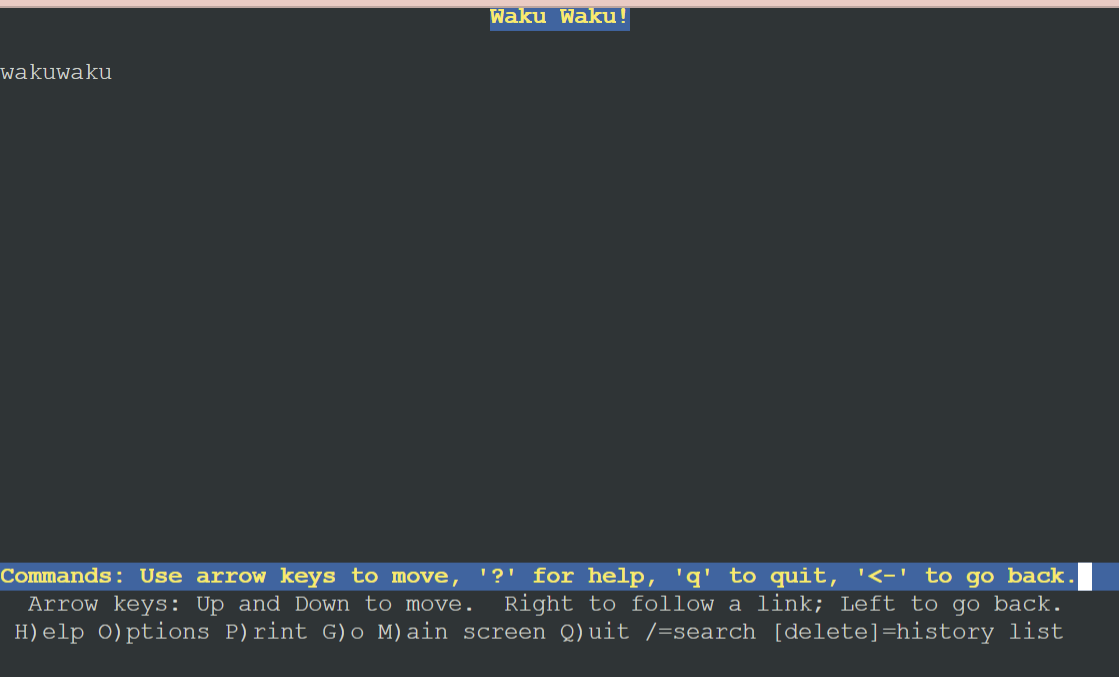 Waku Waku!
wakuwaku
Commands: Use arrow keys to move, '?' for help, 'q' to quit, '<-' to go back.
Arrow keys: Up and Down to move.  Right to follow a link; Left to go back.
H)elp O)ptions P)rint G)o M)ain screen Q)uit /=search [delete]=history list